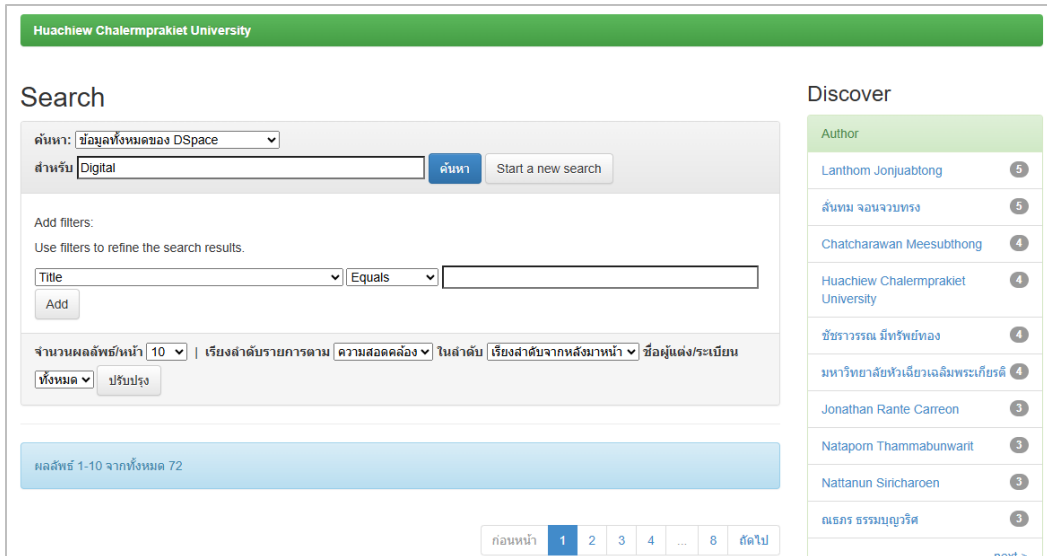 Huachiew Chalermprakiet University
Search
ค้นหา: ข้อมูลทั้งหมดของ DSpace
สำหรับ Digital ค้นหา Start a new search
Add filters:
Use filters to refine the search results.
Title Equals
Add
จำนวนผลลัพธ์/หน้า 10 | เรียงลำดับรายการตาม ความสอดคล้อง ในลำดับ เรียงลำดับจากหลังมาหน้า ชื่อผู้แต่ง/ระเบียน
ทั้งหมด ปรับปรุง
ผลลัพธ์ 1-10 จากทั้งหมด 72
ก่อนหน้า 1 2 3 4 ... 8 ถัดไป
Discover
Author
Lanthom Jonjuabtong 5
ลั่นทม จอนจวบทรง 5
Chatcharawan Meesubthong 4
Huachiew Chalermprakiet 4
University
ชัชราวรรณ มีทรัพย์ทอง 4
มหาวิทยาลัยหัวเฉียวเฉลิมพระเกียรติ 4
Jonathan Rante Carreon 3
Nataporn Thammabunwarit 3
Nattanun Siricharoen 3
ณธภร ธรรมบุญวริศ 3
next >